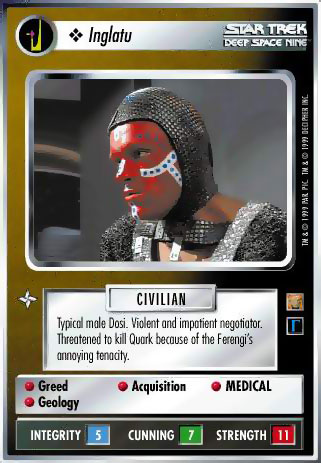 ❖ Inglatu
STAR TREK
DEEP SPACE NINE
TM & © 1999 PAR. PIC. TM & © 1999 DECIPHER INC.
CIVILIAN
Typical male Dosi. Violent and impatient negotiator.
Threatened to kill Quark because of the Ferengi's
annoying tenacity.
Greed Acquisition MEDICAL
Geology
INTEGRITY 5 CUNNING 7 STRENGTH 11